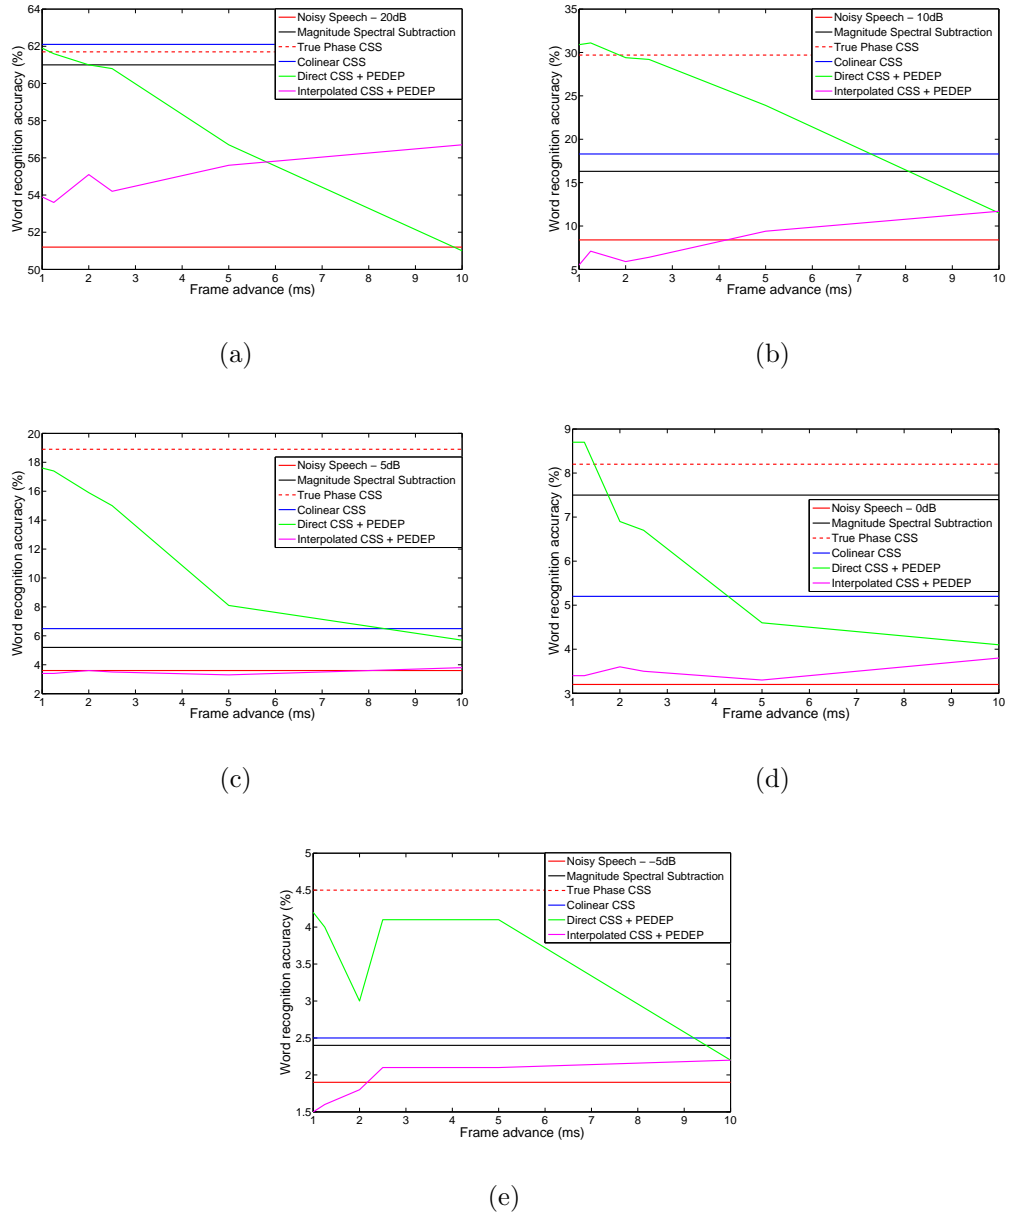 64
62
60
58
56
54
52
50
1 2 3 4 5 6 7 8 9 10
Word recognition accuracy (%)
Frame advance (ms)
Noisy Speech – 20dB
Magnitude Spectral Subtraction
True Phase CSS
Colinear CSS
Direct CSS + PEDEP
Interpolated CSS + PEDEP
(a)
35
30
25
20
15
10
5
1 2 3 4 5 6 7 8 9 10
Word recognition accuracy (%)
Frame advance (ms)
Noisy Speech – 10dB
Magnitude Spectral Subtraction
True Phase CSS
Colinear CSS
Direct CSS + PEDEP
Interpolated CSS + PEDEP
(b)
20
18
16
14
12
10
8
6
4
2
1 2 3 4 5 6 7 8 9 10
Word recognition accuracy (%)
Frame advance (ms)
Noisy Speech – 5dB
Magnitude Spectral Subtraction
True Phase CSS
Colinear CSS
Direct CSS + PEDEP
Interpolated CSS + PEDEP
(c)
9
8
7
6
5
4
3
1 2 3 4 5 6 7 8 9 10
Word recognition accuracy (%)
Frame advance (ms)
Noisy Speech – 0dB
Magnitude Spectral Subtraction
True Phase CSS
Colinear CSS
Direct CSS + PEDEP
Interpolated CSS + PEDEP
(d)
5
4.5
4
3.5
3
2.5
2
1.5
1 2 3 4 5 6 7 8 9 10
Word recognition accuracy (%)
Frame advance (ms)
Noisy Speech – –5dB
Magnitude Spectral Subtraction
True Phase CSS
Colinear CSS
Direct CSS + PEDEP
Interpolated CSS + PEDEP
(e)